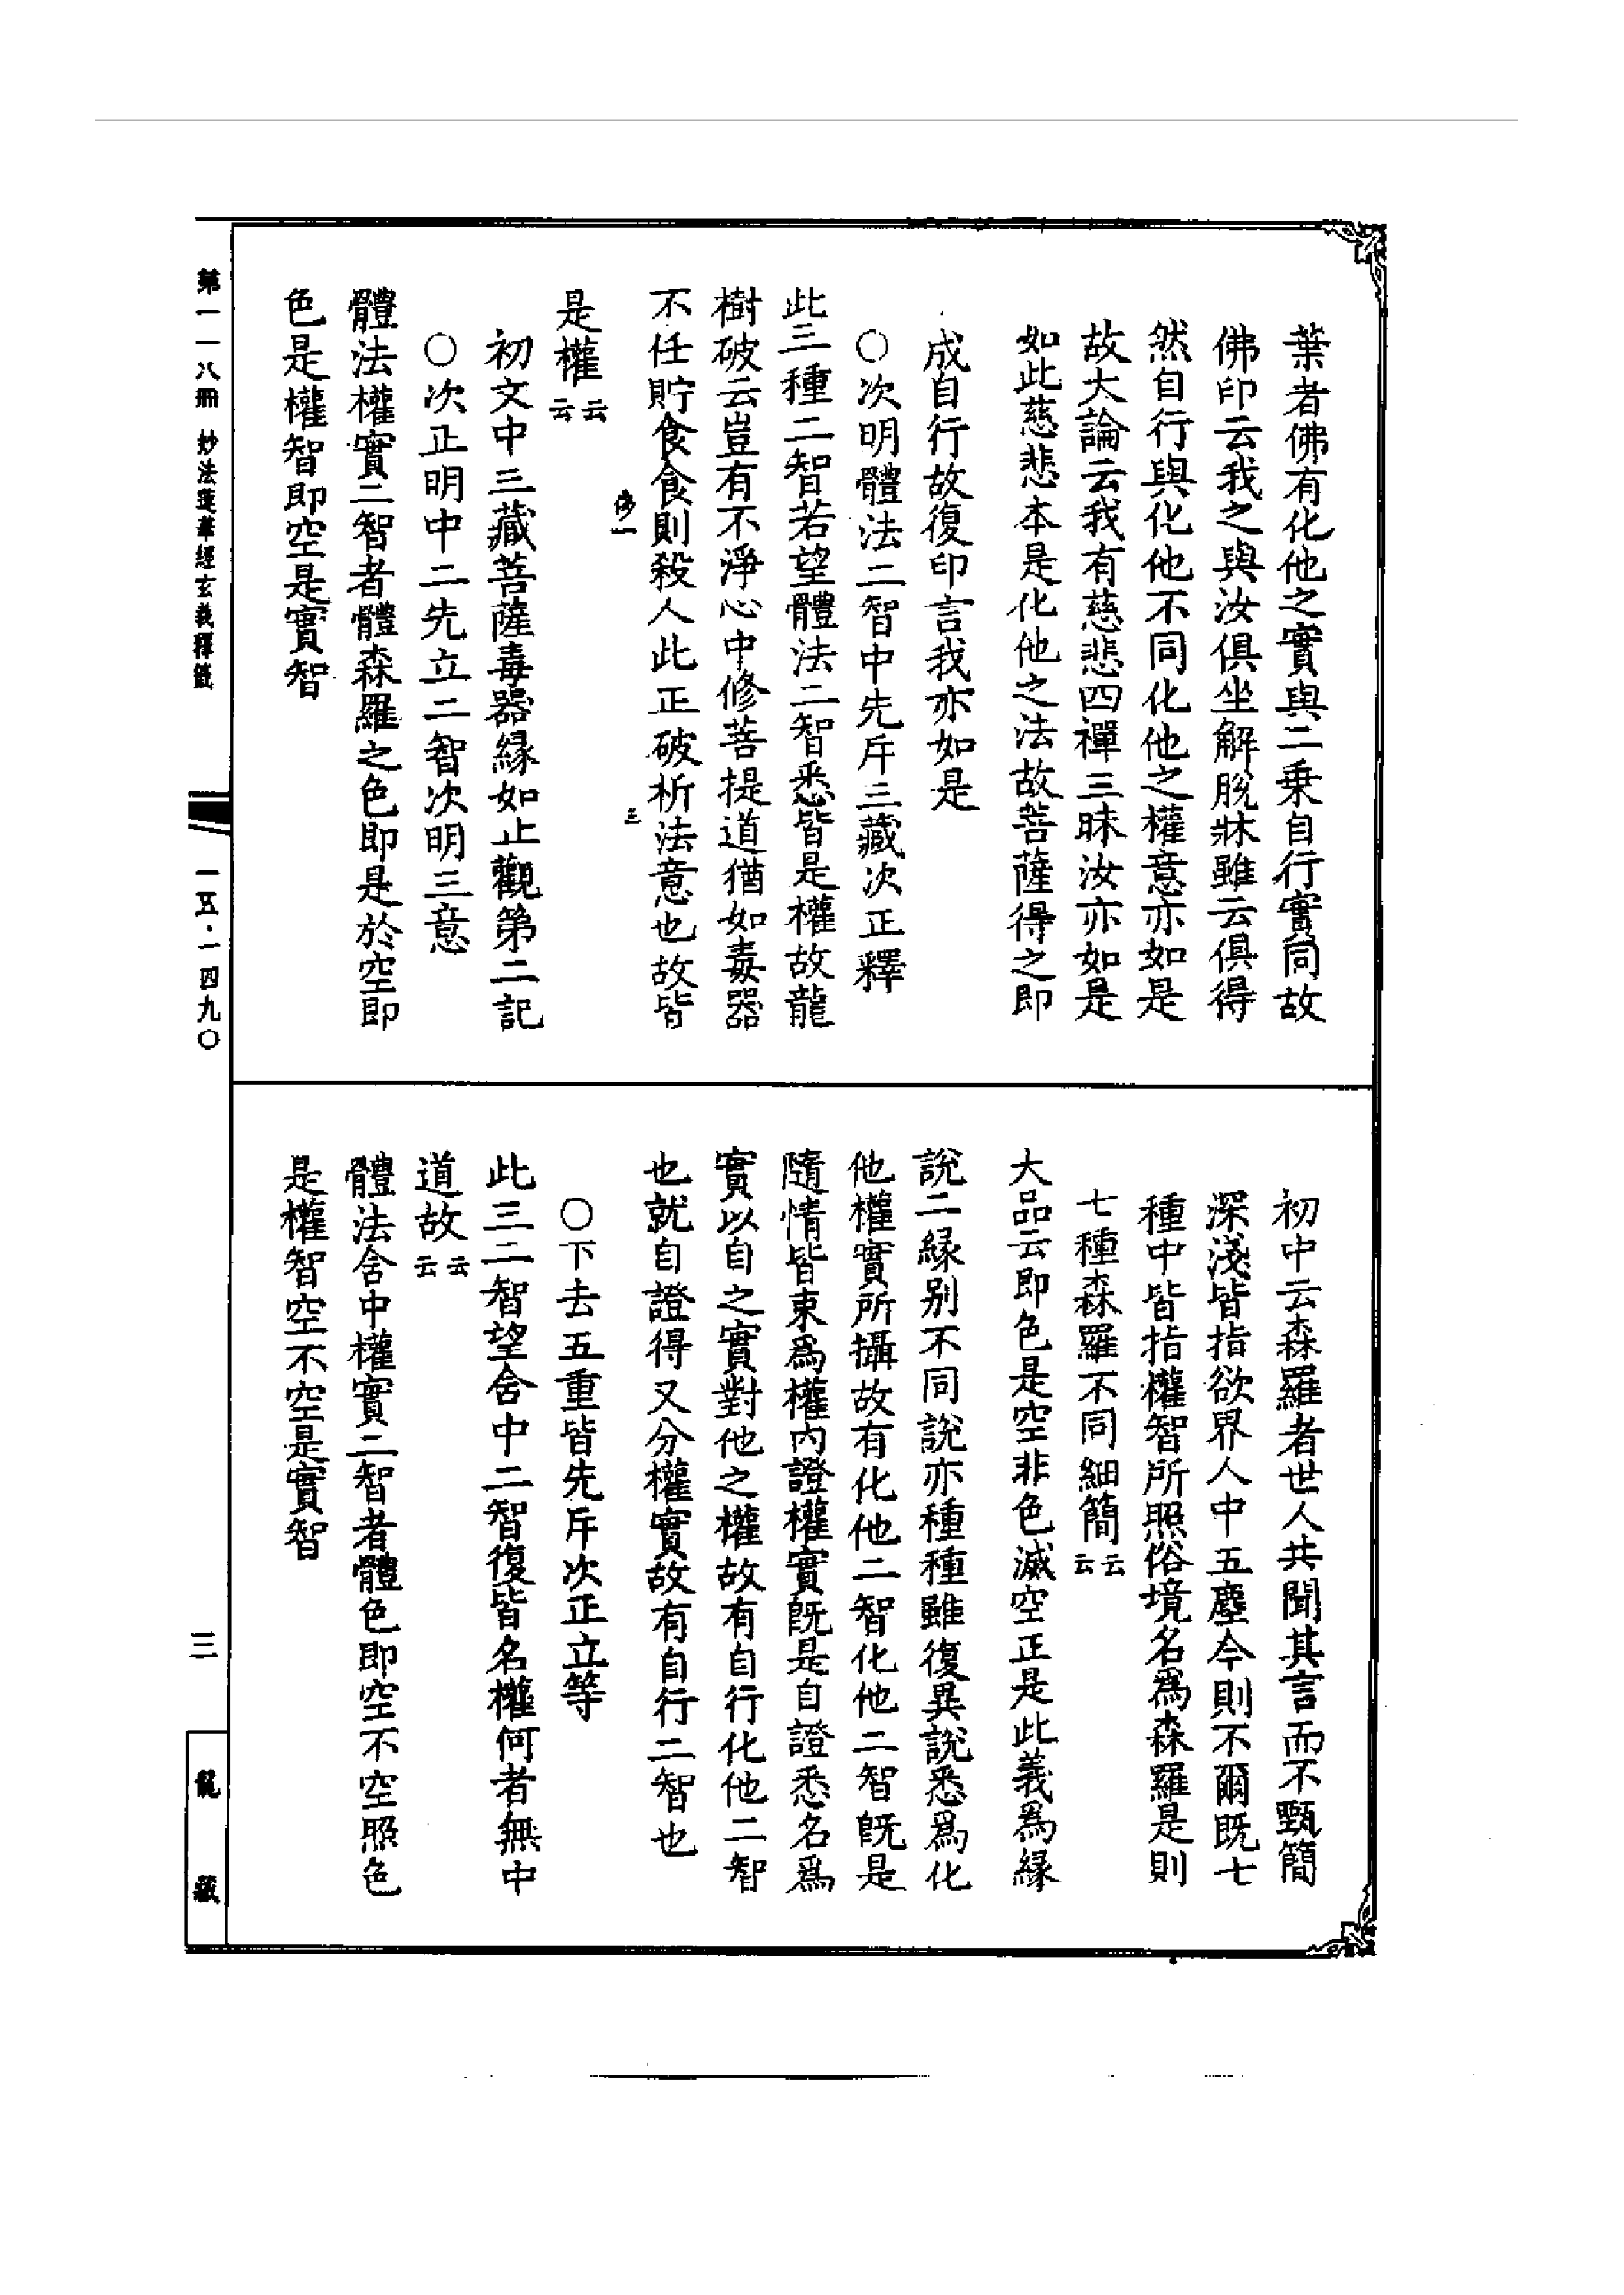 葉者佛有化他之實與二乗自行實同故
佛印云我之與汝俱坐解脫牀雖云俱得
然自行與化他不同化他之權意亦如是
故大論云我有慈悲四禪三昧汝亦如是
如此慈悲本是化他之法故菩薩得之即
成自行故復印言我亦如是
○次明體法二智中先斥三藏次正釋
此三種二智若望體法二智悉皆是權故龍
樹破云豈有不淨心中修菩提道猶如毒器
不任貯食食則殺人此正破析法意也故皆
是權云云
初文中三藏菩薩毒器緣如止觀第二記
○次正明中二先立二智次明三意
體法權實二智者體森羅之色即是於空即
色是權智即空是實智
初中云森羅者世人共聞其言而不甄簡
深淺皆指欲界人中五塵今則不爾既七
種中皆指權智所照俗境名爲森羅是則
七種森羅不同細簡云云
大品云即色是空非色滅空正是此義爲緣
說二緣别不同說亦種種雖復異說悉爲化
他權實所攝故有化他二智化他二智既是
隨情皆束爲權内證權實既是自證悉名爲
實以自之實對他之權故有自行化他二智
也就自證得又分權實故有自行二智也
○下去五重皆先斥次正立等
此三二智望含中二智復皆名權何者無中
道故云云
體法含中權實二智者體色即空不空照色
是權智空不空是實智
第一一八冊 妙法蓮華經玄義釋籤
一五·一四九〇
三
龍藏